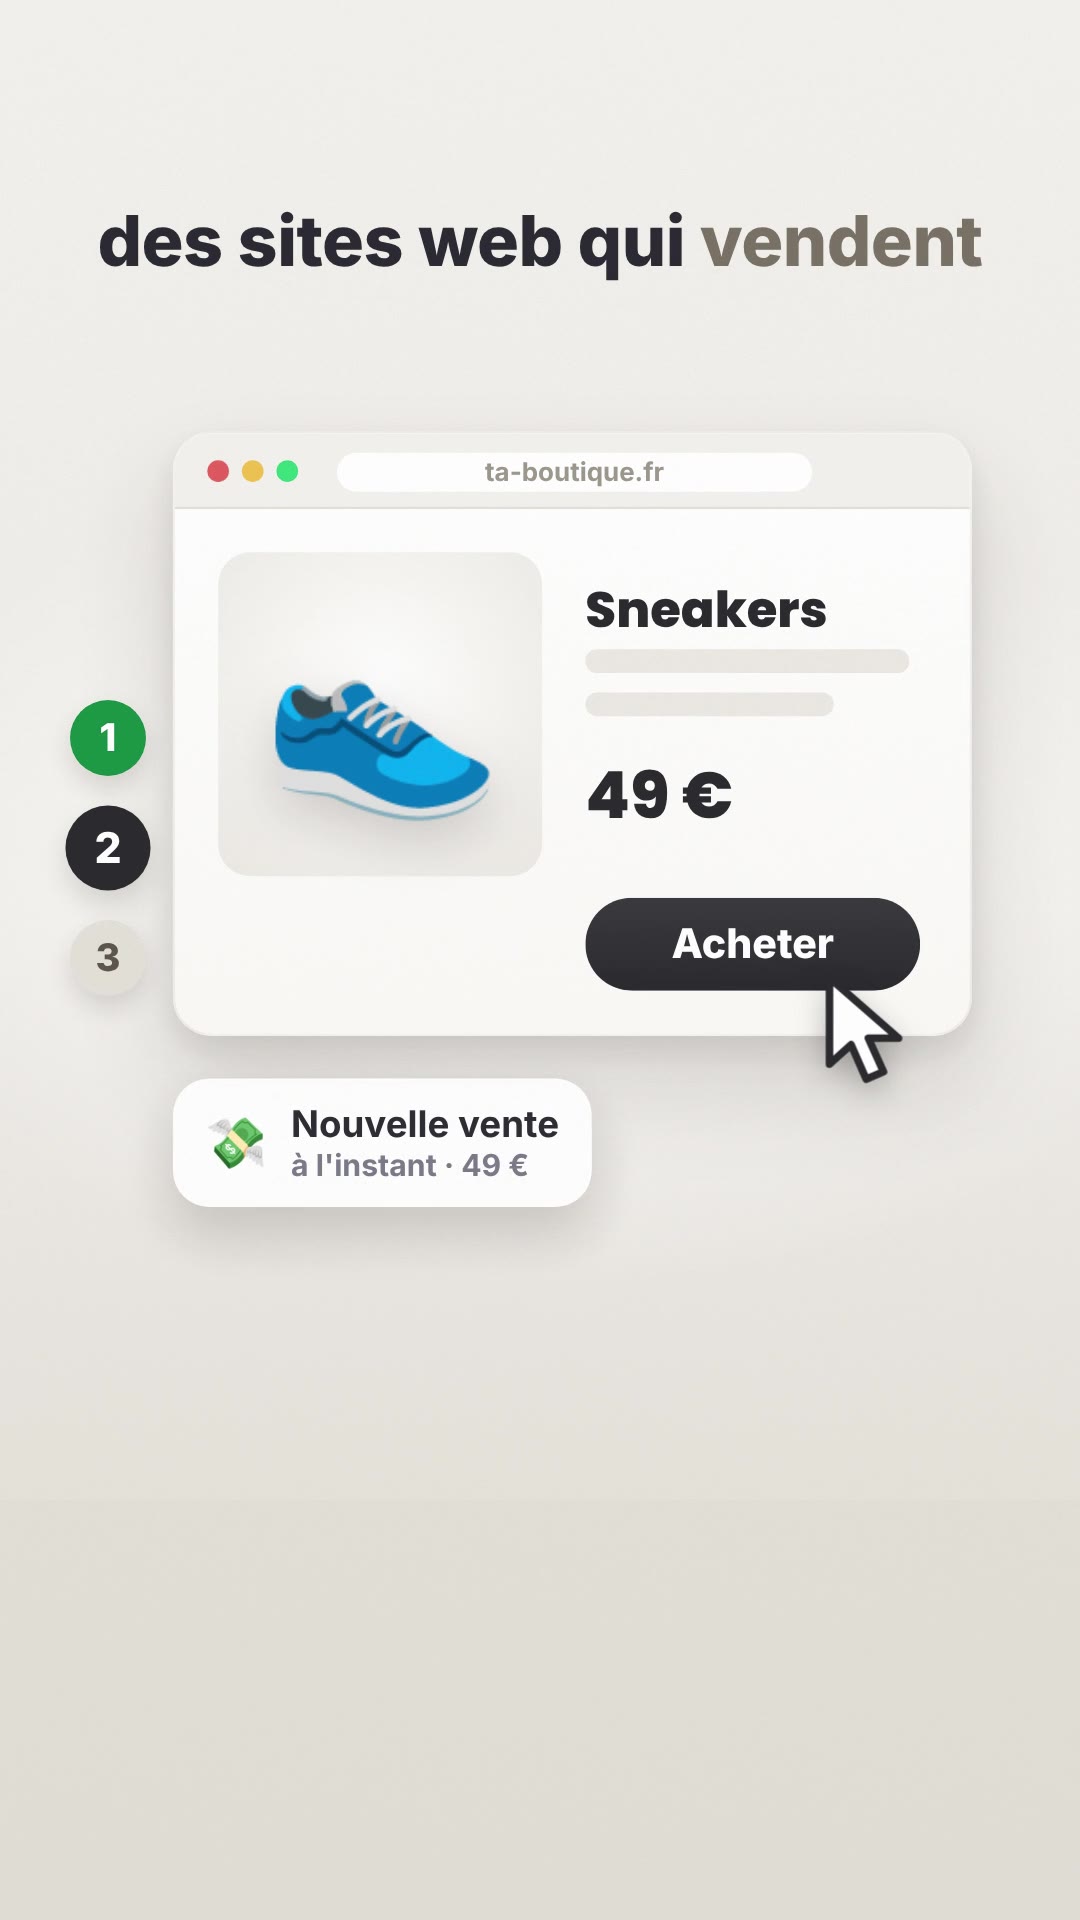 des sites web qui vendent
ta-boutique.fr
Sneakers
49 €
Acheter
1
2
3
Nouvelle vente
à l'instant · 49 €